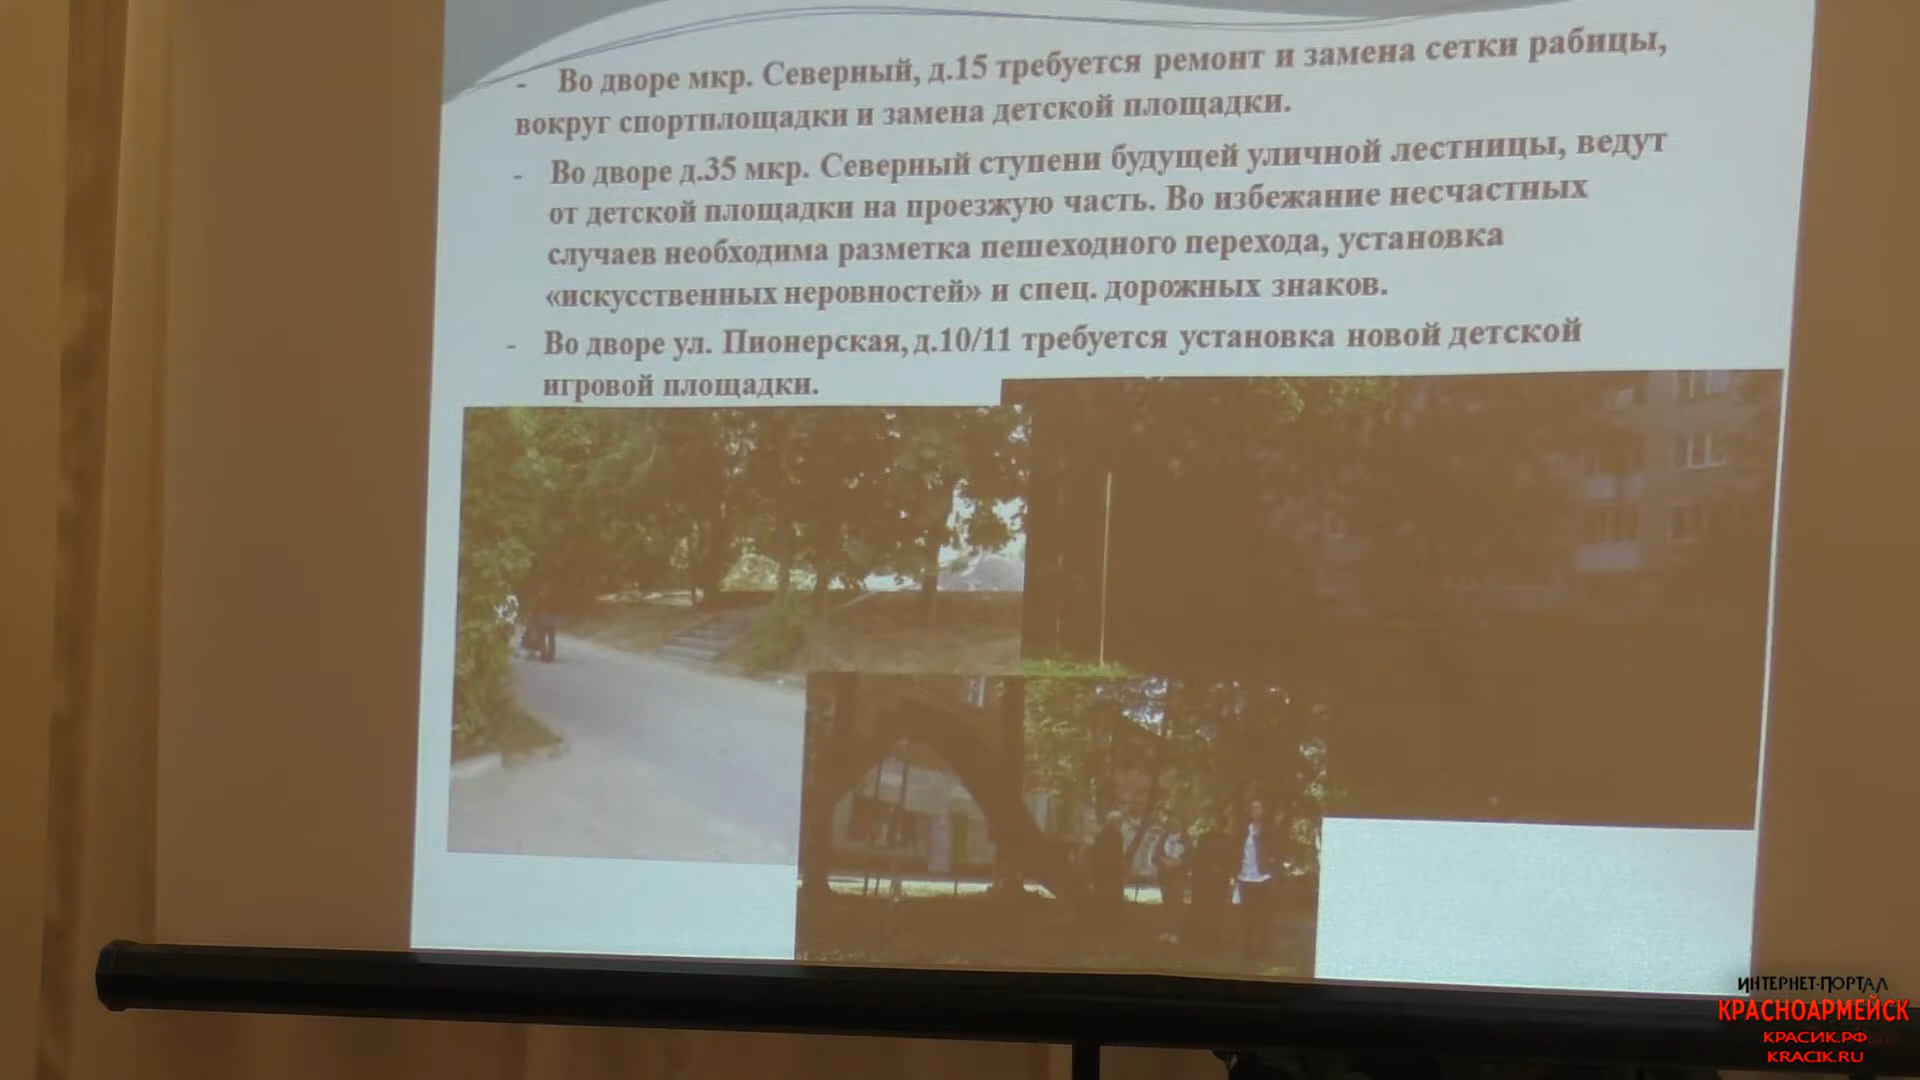 - Во дворе мкр. Северный, д.15 требуется ремонт и замена сетки рабицы,
вокруг спортплощадки и замена детской площадки.
- Во дворе д.35 мкр. Северный ступени будущей уличной лестницы, ведут
от детской площадки на проезжую часть. Во избежание несчастных
случаев необходима разметка пешеходного перехода, установка
«искусственных неровностей» и спец. дорожных знаков.
- Во дворе ул. Пионерская, д.10/11 требуется установка новой детской
игровой площадки.
ИНТЕРНЕТ-ПОРТАЛ
КРАСНОАРМЕЙСК
КРАСИК.РФ
KRACIK.RU